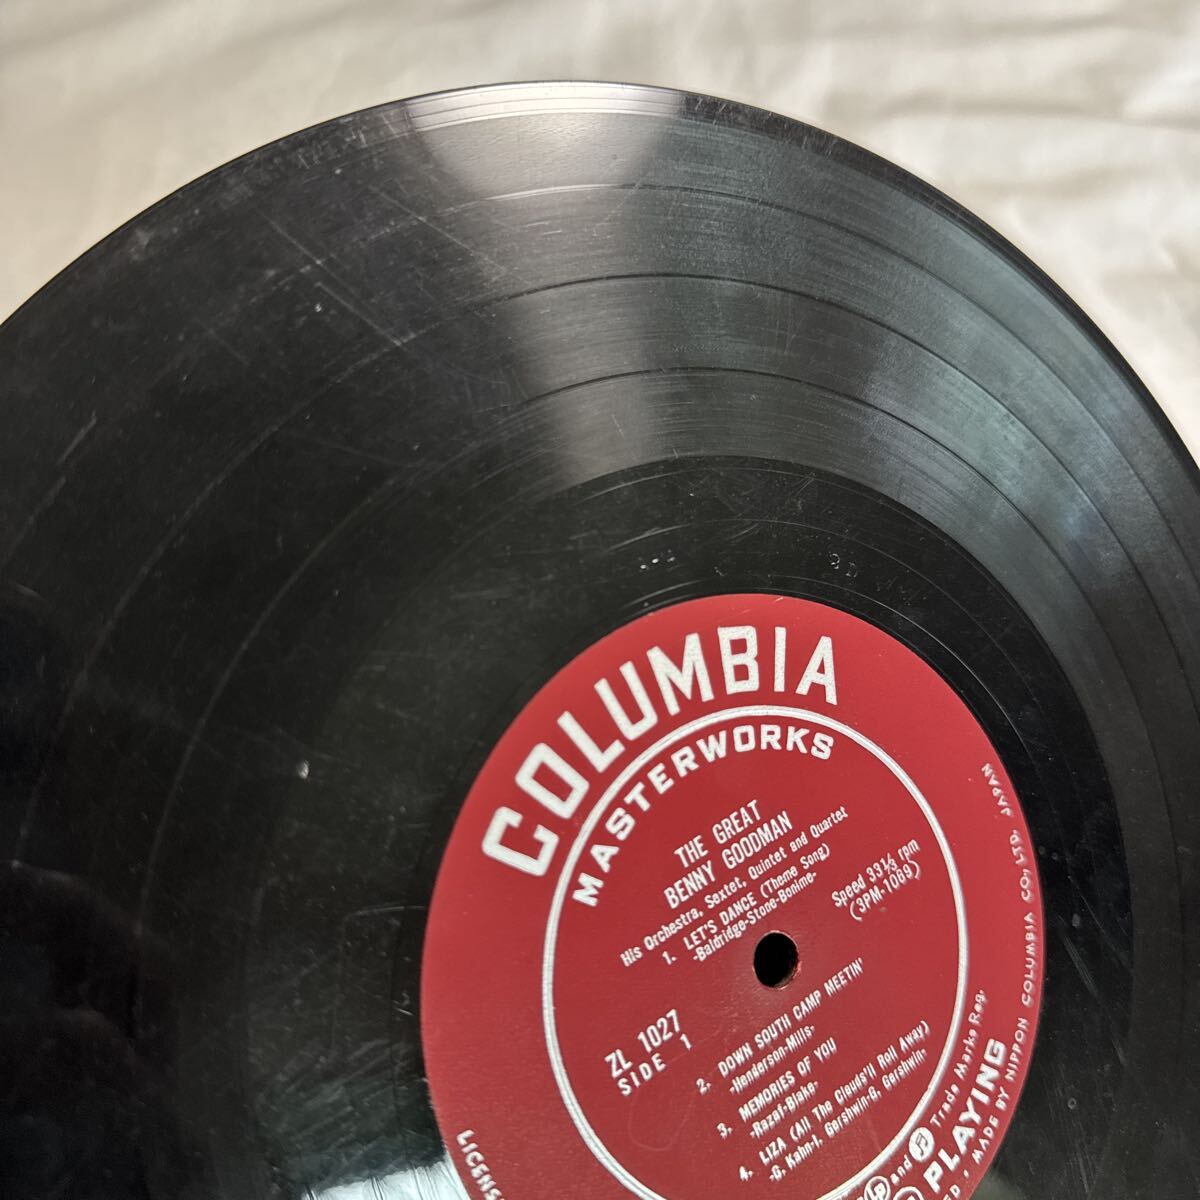 COLUMBIA
MASTERWORKS
THE GREAT
BENNY GOODMAN
His Orchestra, Sextet, Quintet and Quartet
1. LET'S DANCE (Theme Song)
-Baldridge-Stone-Bonime-
Speed 33 1/3 rpm
(3PM-1089)
ZL 1027
SIDE 1
2. DOWN SOUTH CAMP MEETIN'
-Henderson-Mills-
3. MEMORIES OF YOU
-Razaf-Blake-
4. LIZA (All The Clouds'll Roll Away)
-G. Kahn-I. Gershwin-G. Gershwin-
and Trade Marks Reg.
PLAYING
MADE BY NIPPON COLUMBIA CO., LTD. JAPAN